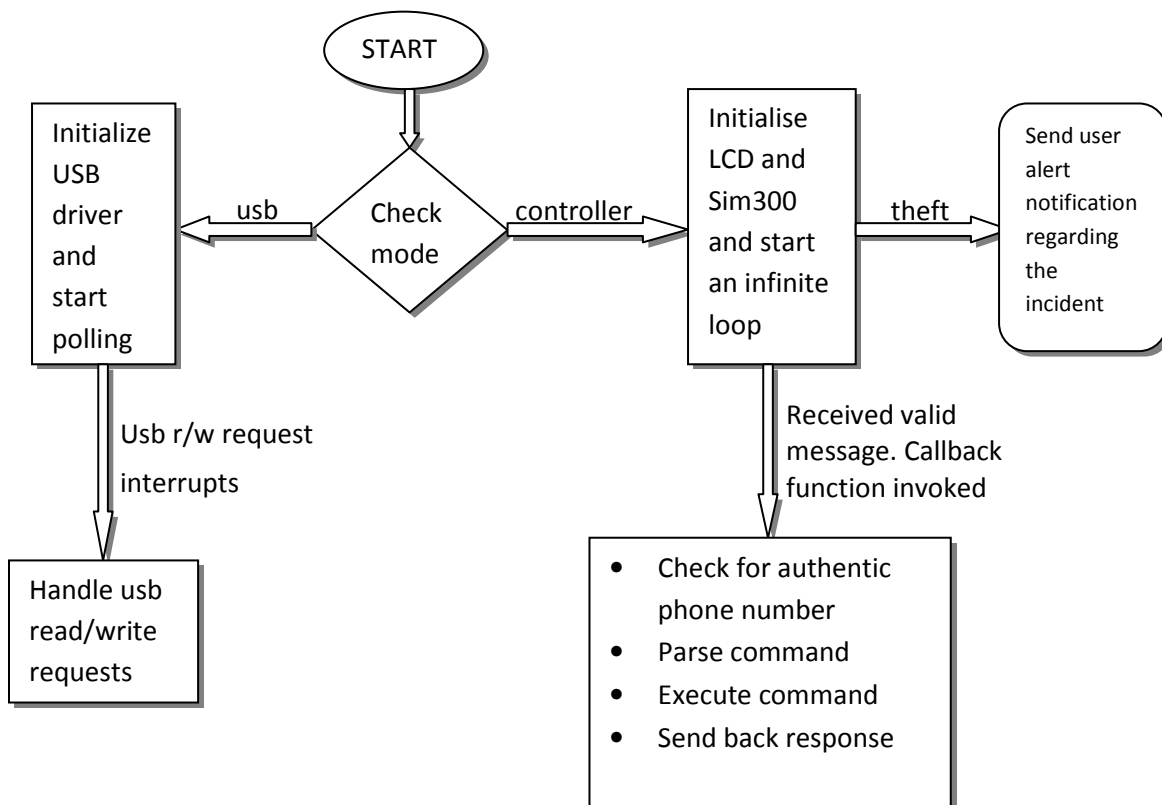 START
Check
mode
usb
Initialize
USB
driver
and
start
polling
Usb r/w request
interrupts
Handle usb
read/write
requests
controller
Initialise
LCD and
Sim300
and start
an infinite
loop
theft
Send user
alert
notification
regarding
the
incident
Received valid
message. Callback
function invoked
• Check for authentic
phone number
• Parse command
• Execute command
• Send back response